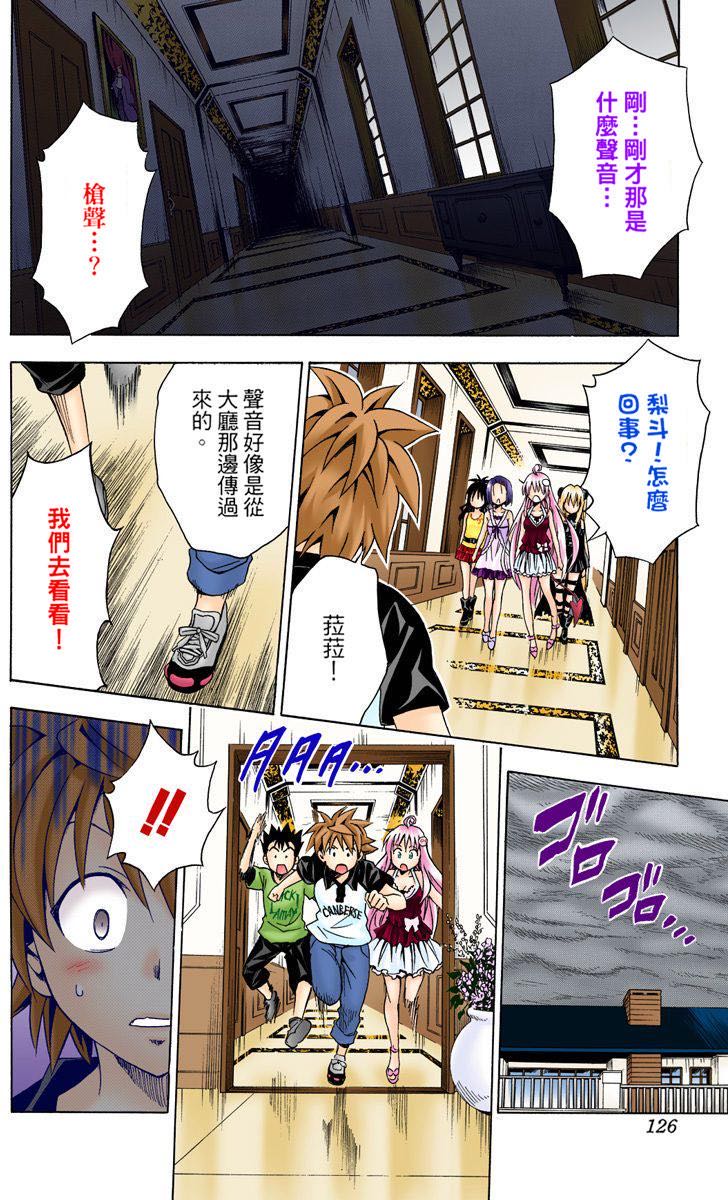 剛…剛才那是
什麼聲音…
槍聲…？
梨斗！怎麼
回事？
菈菈！
聲音好像是從
大廳那邊傳過
來的。
我們去看看！
ゴロゴロ…
AAA…
CANBERSE
!!
126